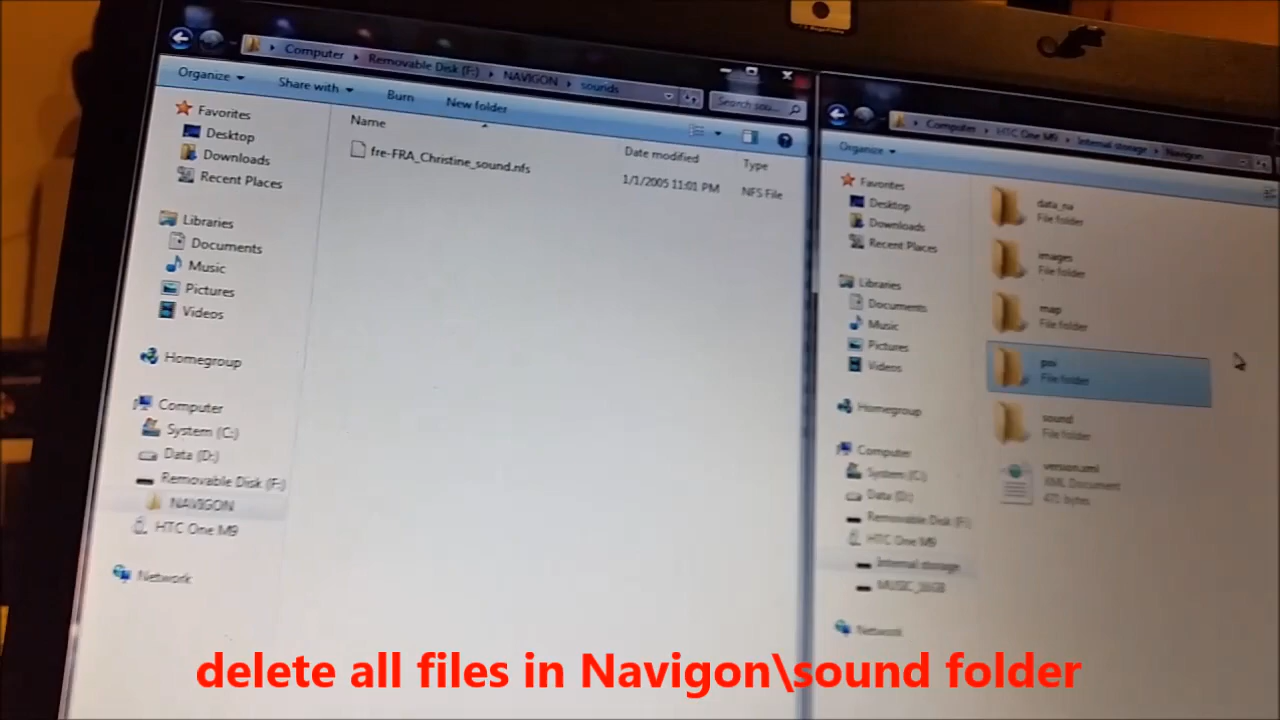 Computer Removable Disk (F:) NAVIGON sounds
Search sou...
Organize Share with Burn New folder
Name Date modified Type
fre-FRA_Christine_sound.nfs 1/1/2005 11:01 PM NFS File
Favorites
Desktop
Downloads
Recent Places
Libraries
Documents
Music
Pictures
Videos
Homegroup
Computer
System (C:)
Data (D:)
Removable Disk (F:)
NAVIGON
HTC One M9
Network
Computer HTC One M9 Internal storage Navigon
Organize
Favorites
Desktop
Downloads
Recent Places
Libraries
Documents
Music
Pictures
Videos
Homegroup
Computer
System (C:)
Data (D:)
Removable Disk (F:)
HTC One M9
Internal storage
MUSIC_16GB
Network
data_na
File folder
images
File folder
map
File folder
poi
File folder
sound
File folder
version.xml
XML Document
471 bytes
delete all files in Navigon\sound folder